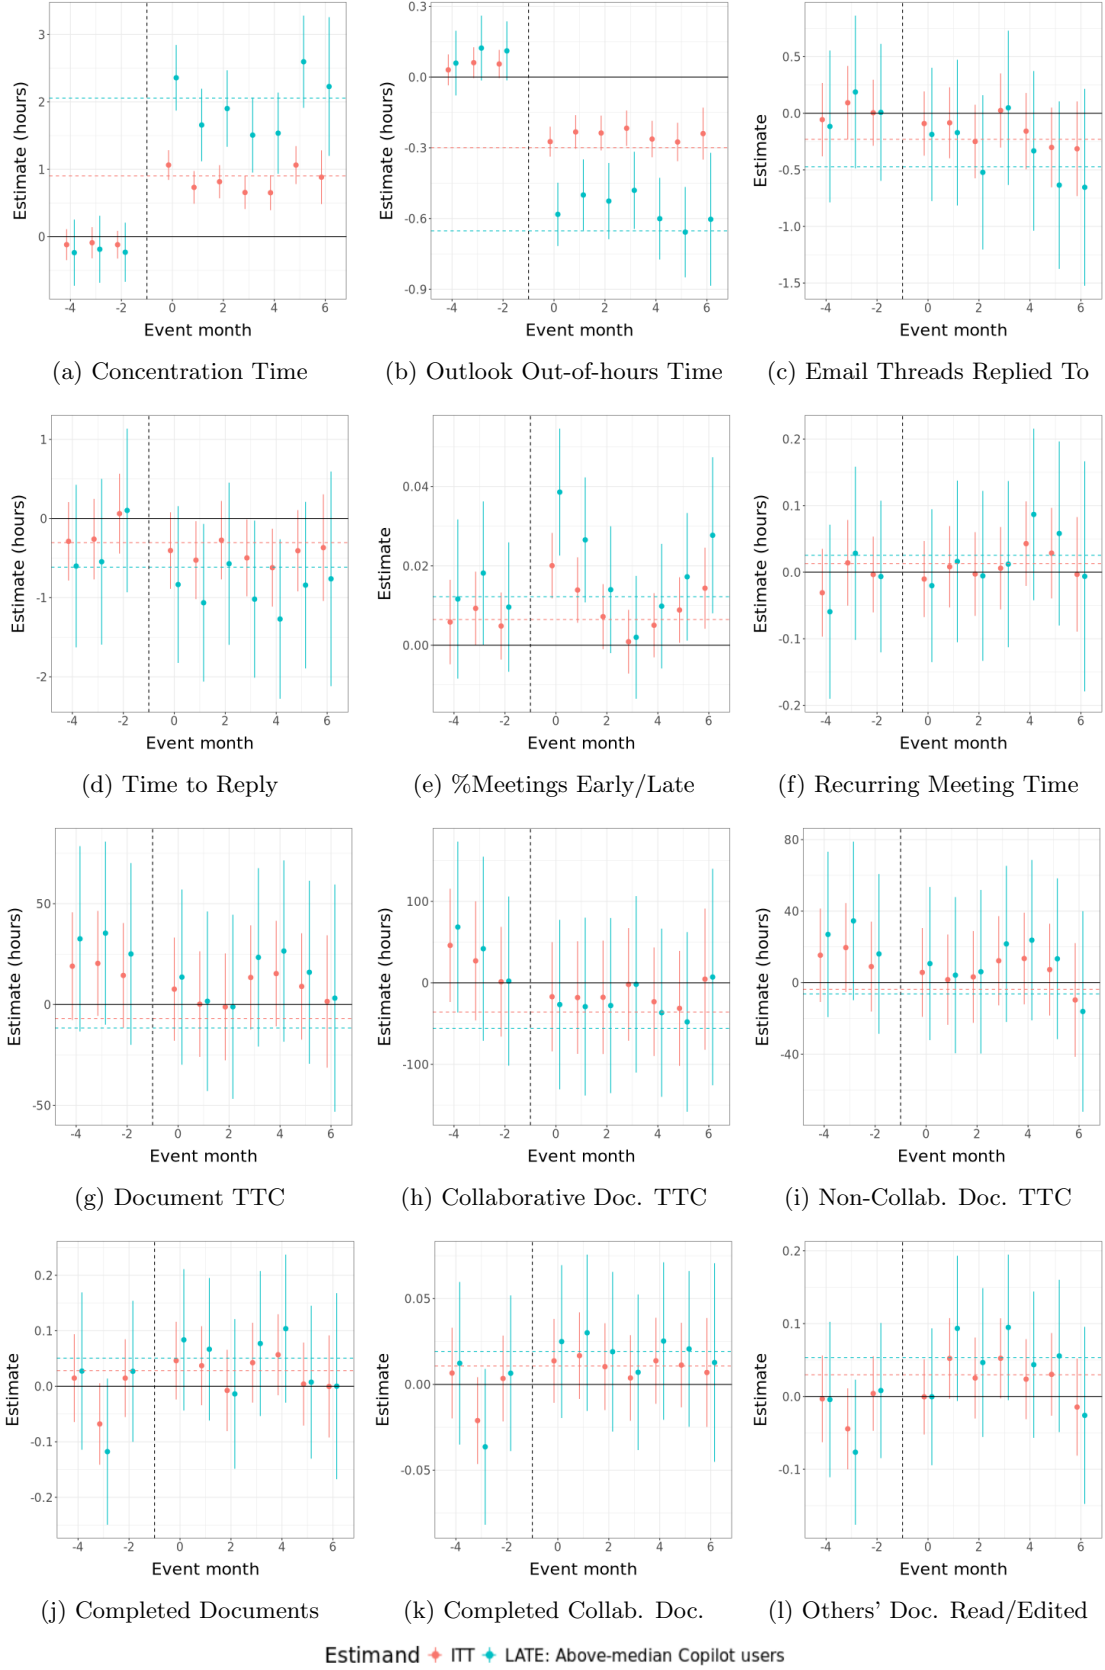 Estimate (hours)
3
2
1
0
-4 -2 0 2 4 6
Event month
(a) Concentration Time
Estimate (hours)
0.3
0.0
-0.3
-0.6
-0.9
-4 -2 0 2 4 6
Event month
(b) Outlook Out-of-hours Time
Estimate
0.5
0.0
-0.5
-1.0
-1.5
-4 -2 0 2 4 6
Event month
(c) Email Threads Replied To
Estimate (hours)
1
0
-1
-2
-4 -2 0 2 4 6
Event month
(d) Time to Reply
Estimate
0.04
0.02
0.00
-4 -2 0 2 4 6
Event month
(e) %Meetings Early/Late
Estimate (hours)
0.2
0.1
0.0
-0.1
-0.2
-4 -2 0 2 4 6
Event month
(f) Recurring Meeting Time
Estimate (hours)
50
0
-50
-4 -2 0 2 4 6
Event month
(g) Document TTC
Estimate (hours)
100
0
-100
-4 -2 0 2 4 6
Event month
(h) Collaborative Doc. TTC
Estimate (hours)
80
40
0
-40
-4 -2 0 2 4 6
Event month
(i) Non-Collab. Doc. TTC
Estimate
0.2
0.1
0.0
-0.1
-0.2
-4 -2 0 2 4 6
Event month
(j) Completed Documents
Estimate
0.05
0.00
-0.05
-4 -2 0 2 4 6
Event month
(k) Completed Collab. Doc.
Estimate
0.2
0.1
0.0
-0.1
-4 -2 0 2 4 6
Event month
(l) Others' Doc. Read/Edited
Estimand ITT LATE: Above-median Copilot users